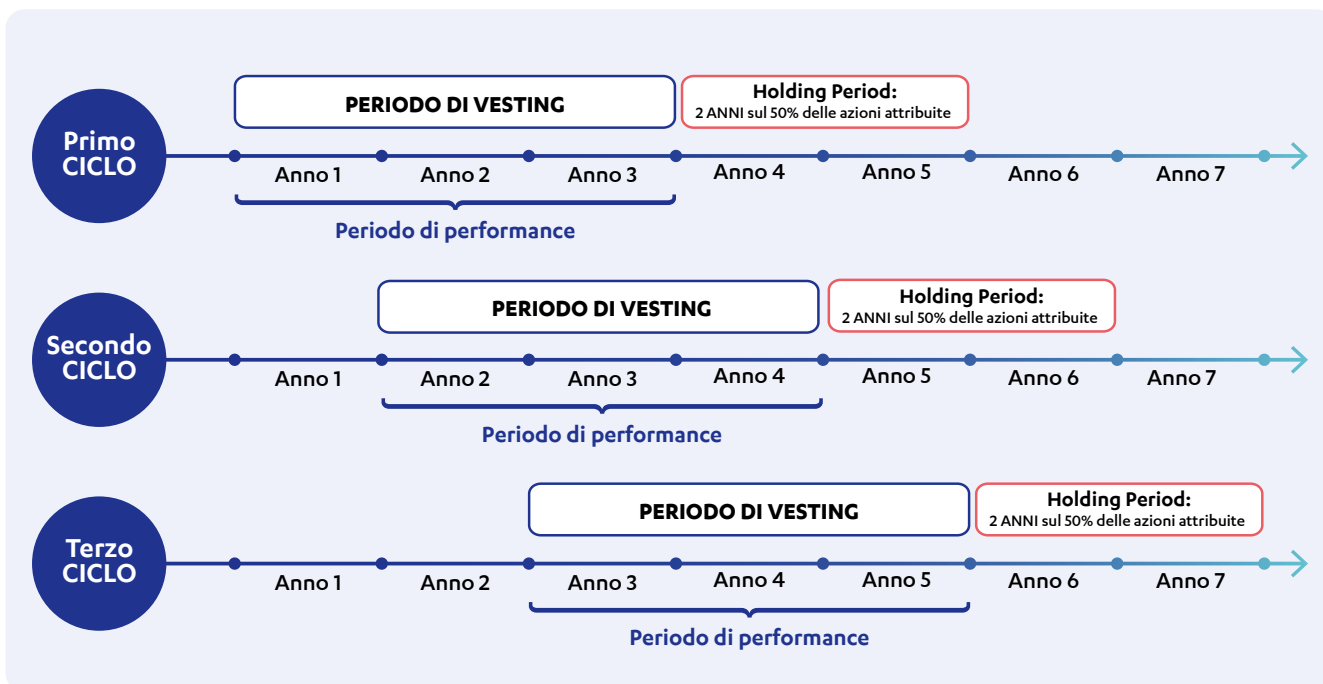 Primo
CICLO
PERIODO DI VESTING
Holding Period:
2 ANNI sul 50% delle azioni attribuite
Anno 1
Anno 2
Anno 3
Anno 4
Anno 5
Anno 6
Anno 7
Periodo di performance
Secondo
CICLO
PERIODO DI VESTING
Holding Period:
2 ANNI sul 50% delle azioni attribuite
Anno 1
Anno 2
Anno 3
Anno 4
Anno 5
Anno 6
Anno 7
Periodo di performance
Terzo
CICLO
PERIODO DI VESTING
Holding Period:
2 ANNI sul 50% delle azioni attribuite
Anno 1
Anno 2
Anno 3
Anno 4
Anno 5
Anno 6
Anno 7
Periodo di performance